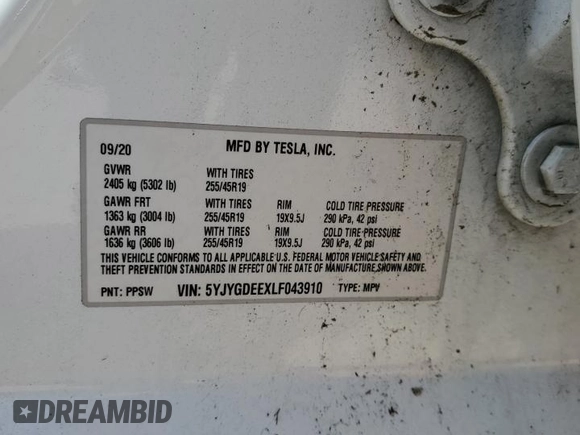 09/20 MFD BY TESLA, INC.
GVWR WITH TIRES
2405 kg (5302 lb) 255/45R19
GAWR FRT WITH TIRES RIM COLD TIRE PRESSURE
1363 kg (3004 lb) 255/45R19 19X9.5J 290 kPa, 42 psi
GAWR RR WITH TIRES RIM COLD TIRE PRESSURE
1636 kg (3606 lb) 255/45R19 19X9.5J 290 kPa, 42 psi
THIS VEHICLE CONFORMS TO ALL APPLICABLE U.S. FEDERAL MOTOR VEHICLE SAFETY AND
THEFT PREVENTION STANDARDS IN EFFECT ON THE DATE OF MANUFACTURE SHOWN ABOVE.
PNT: PPSW VIN: 5YJYGDEEXLF043910 TYPE: MPV
DREAMBID